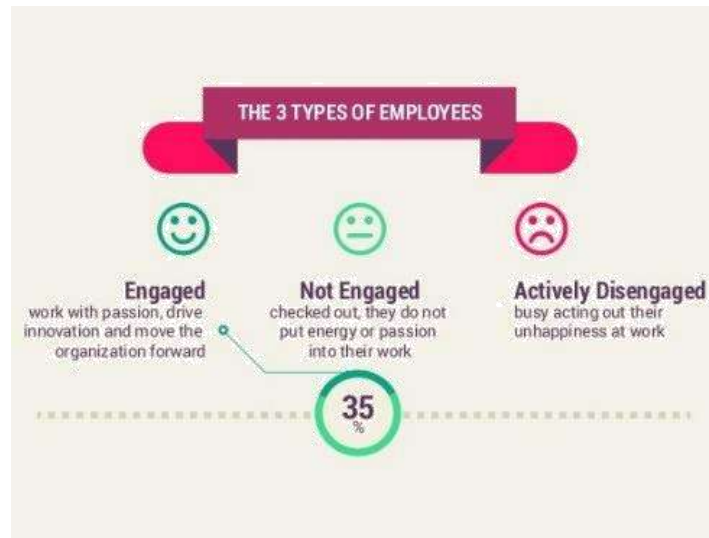 THE 3 TYPES OF EMPLOYEES
Engaged
work with passion, drive
innovation and move the
organization forward
Not Engaged
checked out, they do not
put energy or passion
into their work
Actively Disengaged
busy acting out their
unhappiness at work
35
%